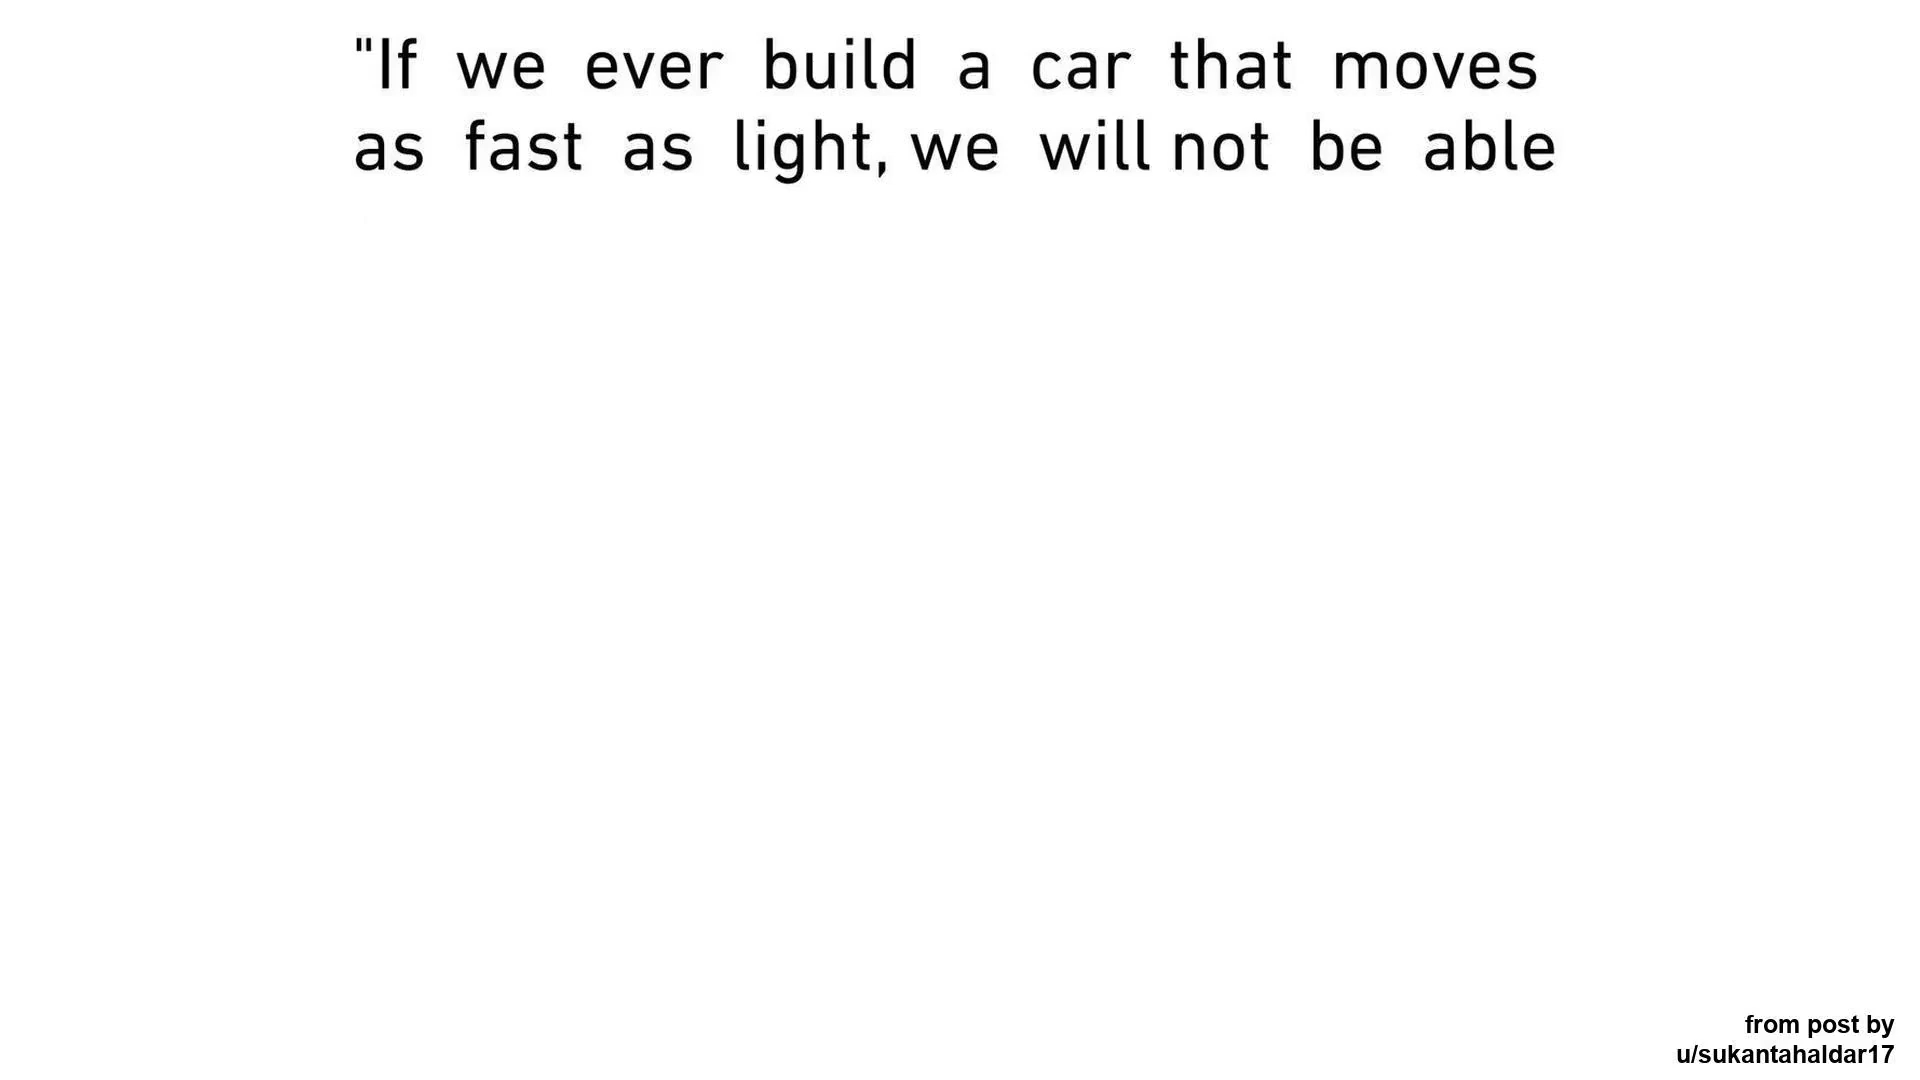 "If we ever build a car that moves
as fast as light, we will not be able
from post by
u/sukantahaldar17